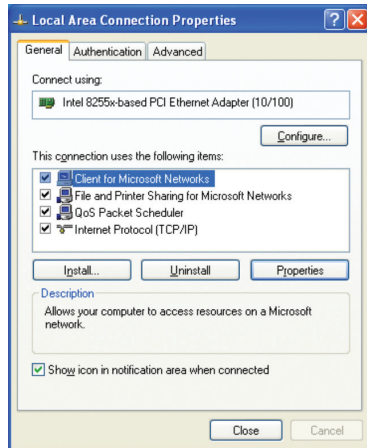 Local Area Connection Properties
General Authentication Advanced
Connect using:
Intel 8255x-based PCI Ethernet Adapter (10/100)
Configure...
This connection uses the following items:
Client for Microsoft Networks
File and Printer Sharing for Microsoft Networks
QoS Packet Scheduler
Internet Protocol (TCP/IP)
Install... Uninstall Properties
Description
Allows your computer to access resources on a Microsoft
network.
Show icon in notification area when connected
Close Cancel